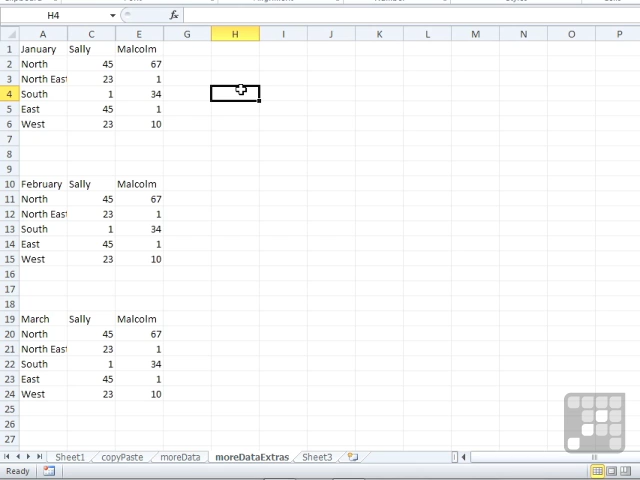 H4 fx
A C E G H I J K L M N O P
1 January Sally Malcolm
2 North 45 67
3 North East 23 1
4 South 1 34
5 East 45 1
6 West 23 10
7
8
9
10 February Sally Malcolm
11 North 45 67
12 North East 23 1
13 South 1 34
14 East 45 1
15 West 23 10
16
17
18
19 March Sally Malcolm
20 North 45 67
21 North East 23 1
22 South 1 34
23 East 45 1
24 West 23 10
25
26
27
Sheet1 copyPaste moreData moreDataExtras Sheet3
Ready